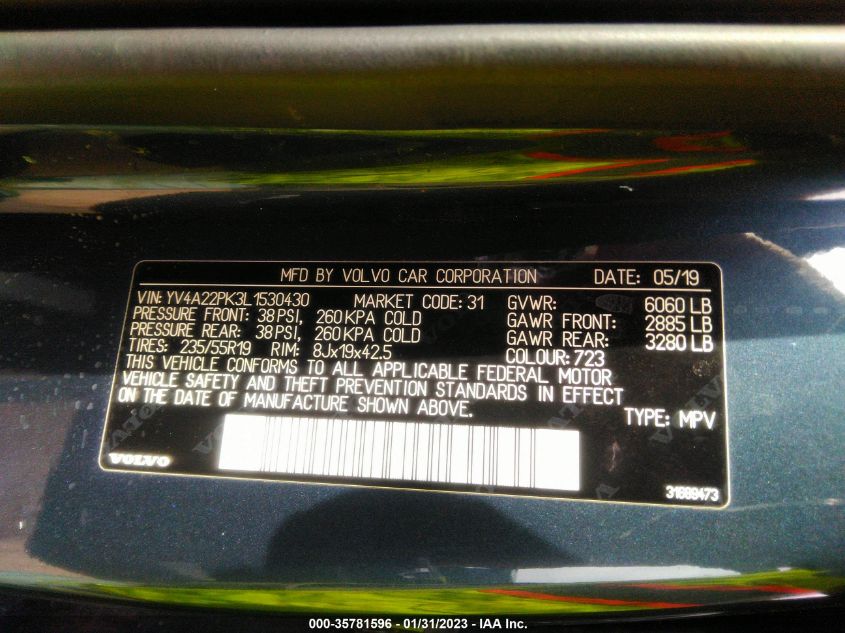 MFD BY VOLVO CAR CORPORATION DATE: 05/19
VIN: YV4A22PK3L1530430 MARKET CODE: 31 GVWR: 6060 LB
PRESSURE FRONT: 38 PSI, 260 KPA COLD GAWR FRONT: 2885 LB
PRESSURE REAR: 38 PSI, 260 KPA COLD GAWR REAR: 3280 LB
TIRES: 235/55R19 RIM: 8Jx19x42.5 COLOUR: 723
THIS VEHICLE CONFORMS TO ALL APPLICABLE FEDERAL MOTOR
VEHICLE SAFETY AND THEFT PREVENTION STANDARDS IN EFFECT
ON THE DATE OF MANUFACTURE SHOWN ABOVE.
TYPE: MPV
VOLVO
31889473
000-35781596 - 01/31/2023 - IAA Inc.